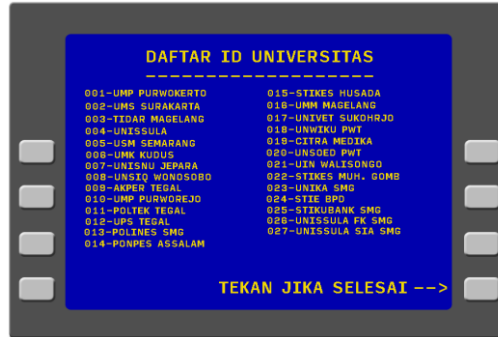 DAFTAR ID UNIVERSITAS
--------------------
001-UMP PURWOKERTO
002-UMS SURAKARTA
003-TIDAR MAGELANG
004-UNISSULA
005-USM SEMARANG
006-UMK KUDUS
007-UNISNU JEPARA
008-UNSIQ WONOSOBO
009-AKPER TEGAL
010-UMP PURWOREJO
011-POLTEK TEGAL
012-UPS TEGAL
013-POLINES SMG
014-PONPES ASSALAM
015-STIKES HUSADA
016-UMM MAGELANG
017-UNIVET SUKOHRJO
018-UNWIKU PWT
019-CITRA MEDIKA
020-UNSOED PWT
021-UIN WALISONGO
022-STIKES MUH. GOMB
023-UNIKA SMG
024-STIE BPD
025-STIKUBANK SMG
026-UNISSULA FK SMG
027-UNISSULA SIA SMG
TEKAN JIKA SELESAI -->